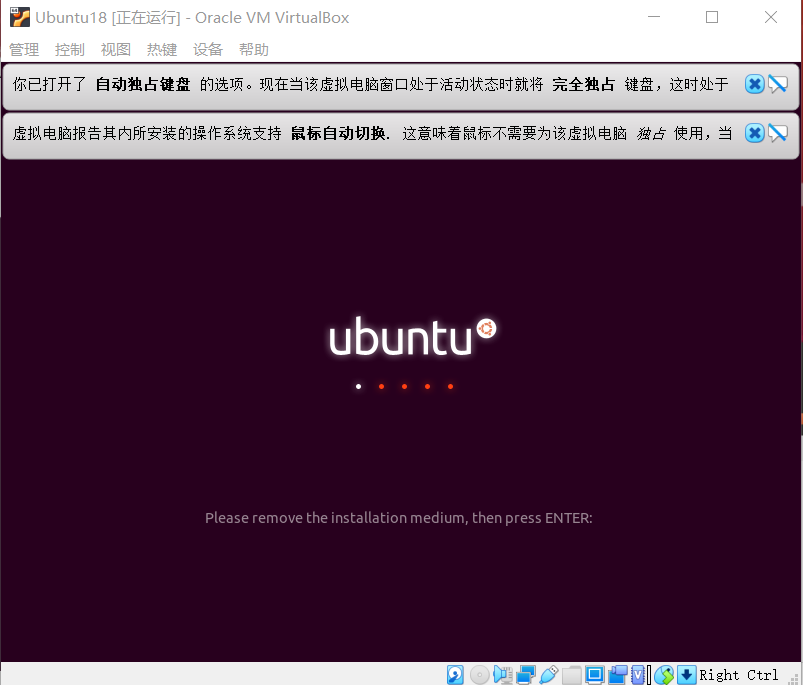 Ubuntu18 [正在运行] - Oracle VM VirtualBox
管理 控制 视图 热键 设备 帮助
你已打开了 自动独占键盘 的选项。现在当该虚拟电脑窗口处于活动状态时就将 完全独占 键盘，这时处于
虚拟电脑报告其内所安装的操作系统支持 鼠标自动切换. 这意味着鼠标不需要为该虚拟电脑 独占 使用，当
ubuntu
Please remove the installation medium, then press ENTER:
Right Ctrl